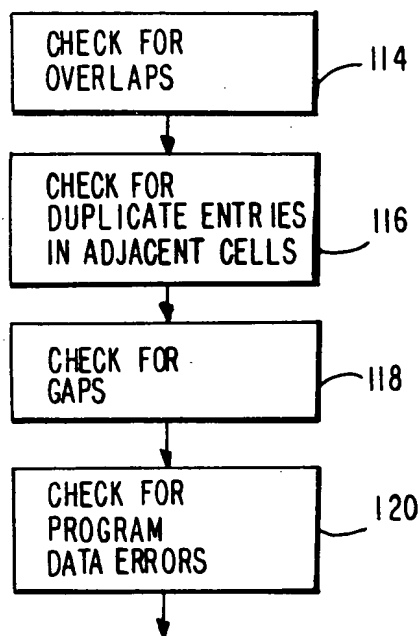 CHECK FOR
OVERLAPS
114
CHECK FOR
DUPLICATE ENTRIES
IN ADJACENT CELLS
116
CHECK FOR
GAPS
118
CHECK FOR
PROGRAM
DATA ERRORS
120